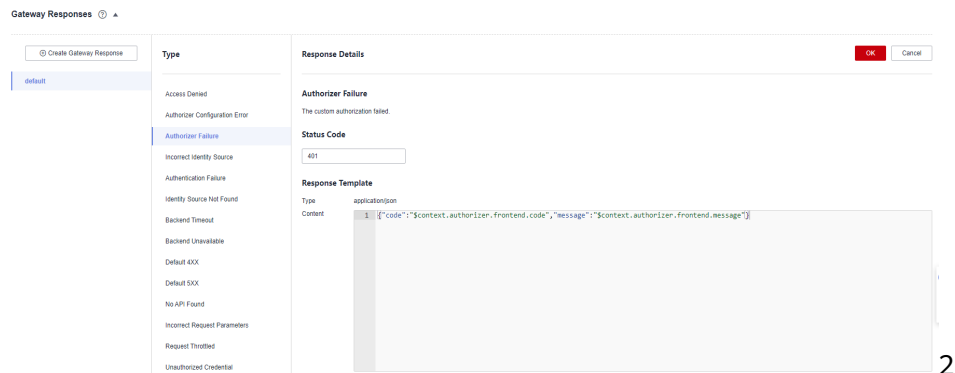 Gateway Responses
Create Gateway Response
default
Type
Access Denied
Authorizer Configuration Error
Authorizer Failure
Incorrect Identity Source
Authentication Failure
Identity Source Not Found
Backend Timeout
Backend Unavailable
Default 4XX
Default 5XX
No API Found
Incorrect Request Parameters
Request Throttled
Unauthorized Credential
Response Details
OK
Cancel
Authorizer Failure
The custom authorization failed.
Status Code
401
Response Template
Type application/json
Content
1 {"code":"$context.authorizer.frontend.code","message":"$context.authorizer.frontend.message"}
2